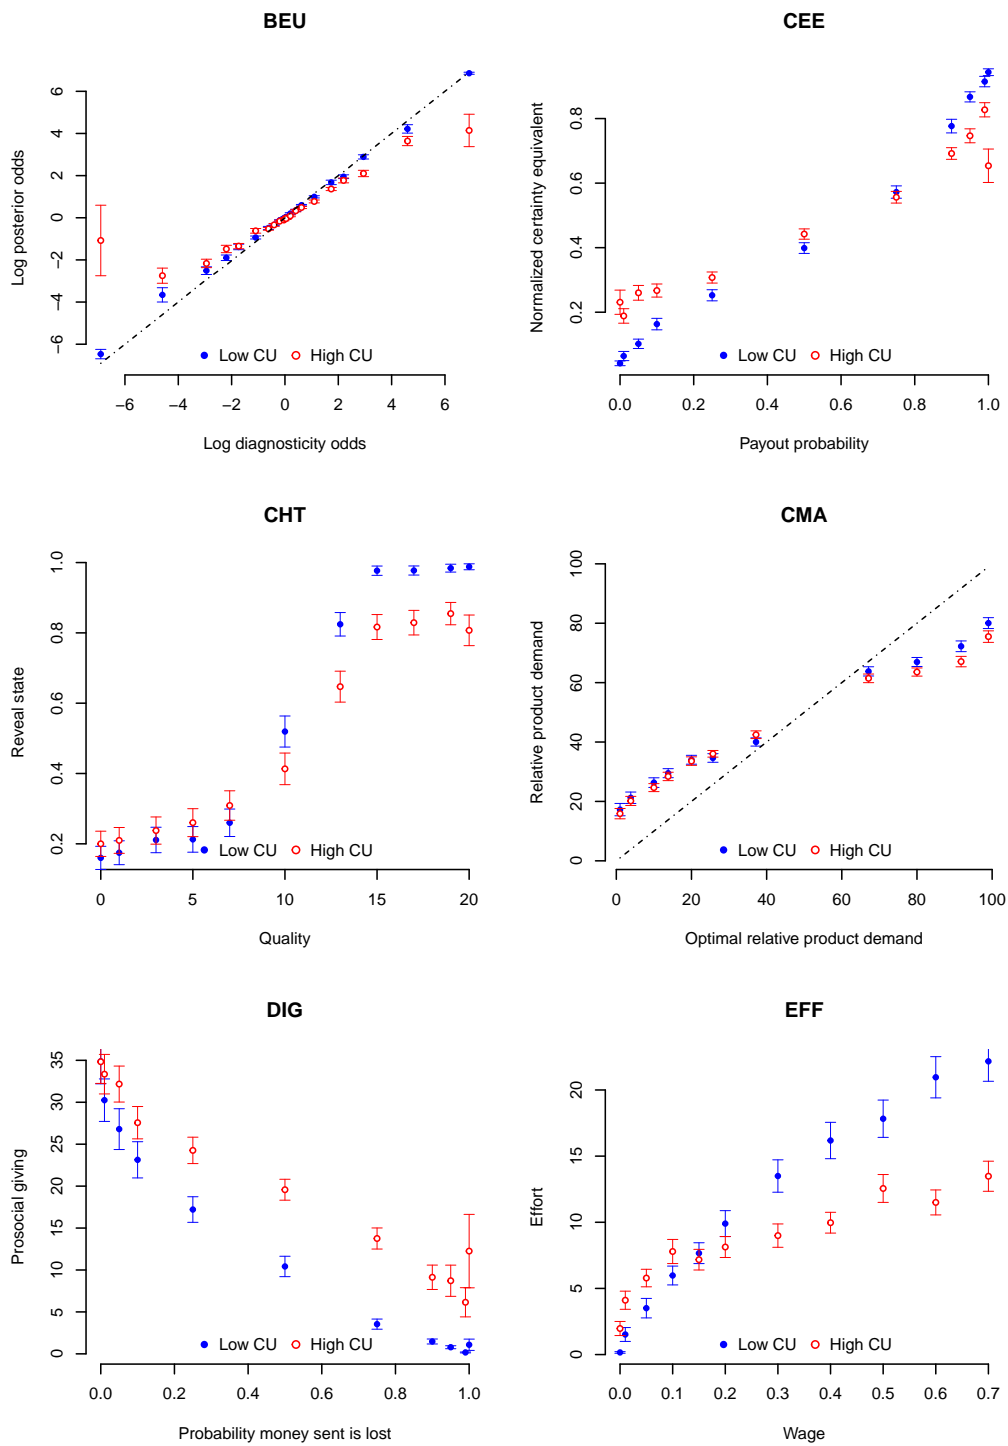 BEU
Log posterior odds
6
4
2
0
−2
−4
−6
Low CU
High CU
−6 −4 −2 0 2 4 6
Log diagnosticity odds
CEE
Normalized certainty equivalent
0.8
0.6
0.4
0.2
Low CU
High CU
0.0 0.2 0.4 0.6 0.8 1.0
Payout probability
CHT
Reveal state
1.0
0.8
0.6
0.4
0.2
Low CU
High CU
0 5 10 15 20
Quality
CMA
Relative product demand
100
80
60
40
20
0
Low CU
High CU
0 20 40 60 80 100
Optimal relative product demand
DIG
Prosocial giving
35
30
25
20
15
10
5
0
Low CU
High CU
0.0 0.2 0.4 0.6 0.8 1.0
Probability money sent is lost
EFF
Effort
20
15
10
5
0
Low CU
High CU
0.0 0.1 0.2 0.3 0.4 0.5 0.6 0.7
Wage